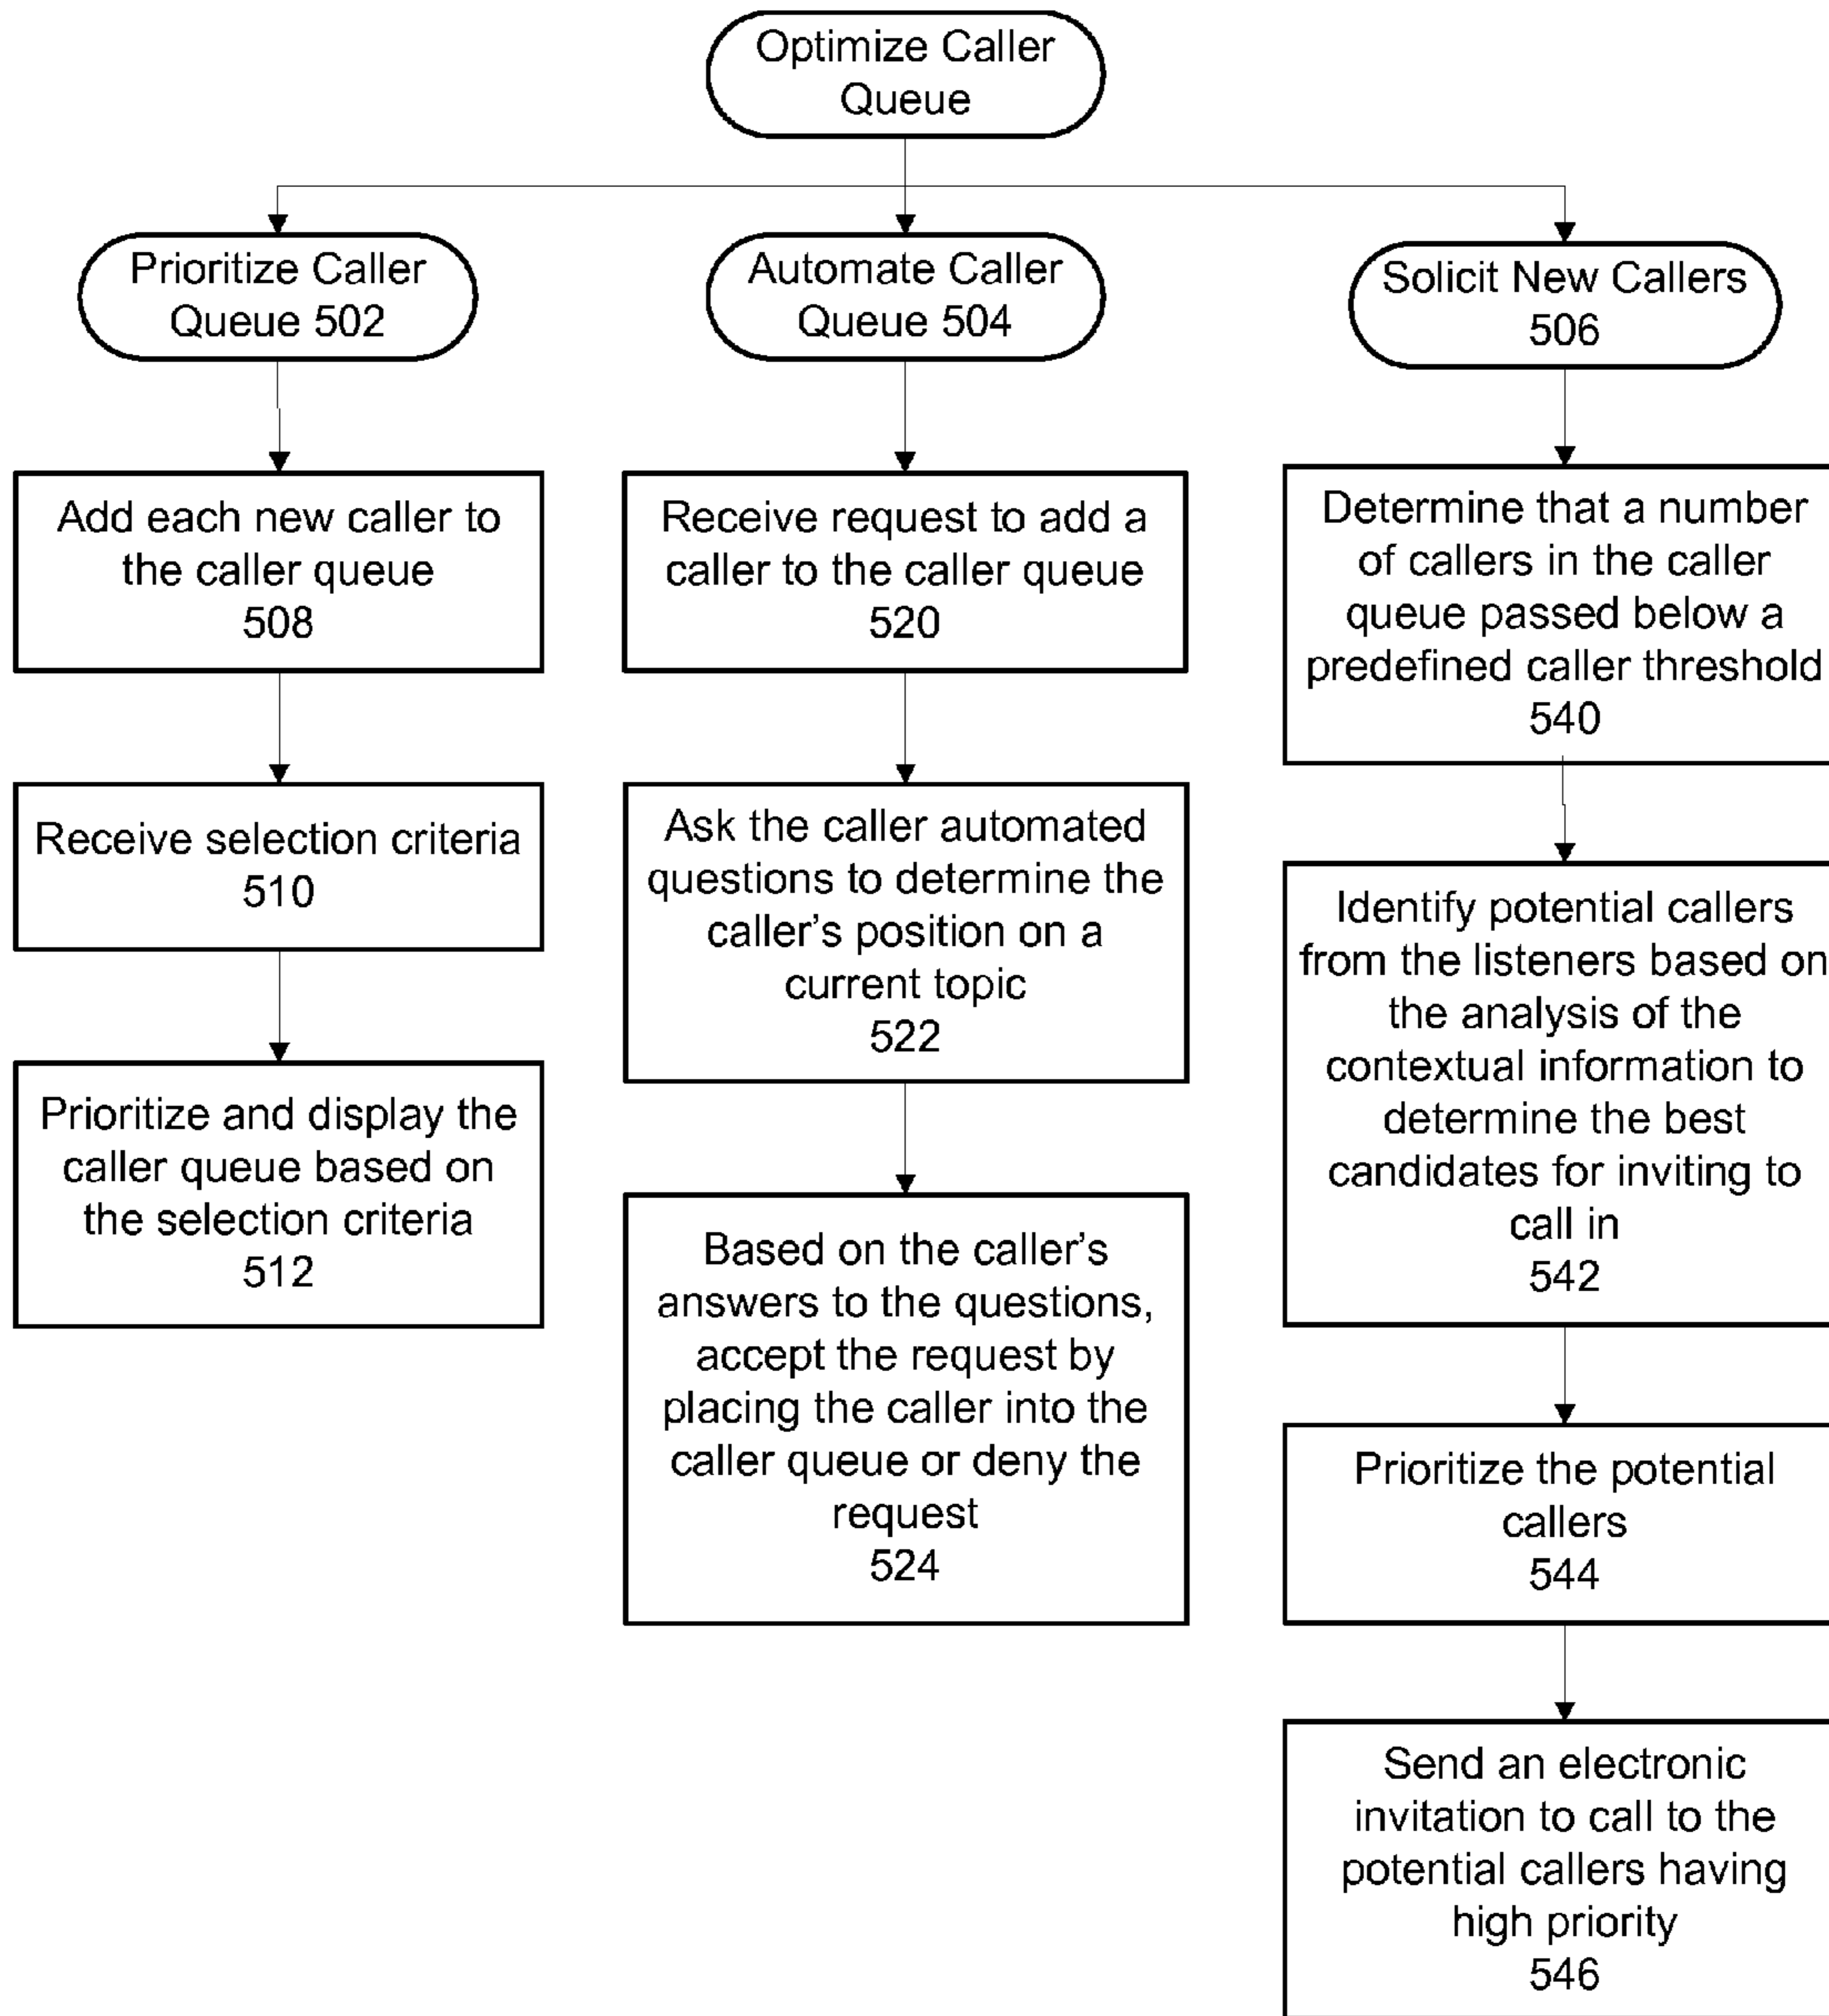 Optimize Caller
Queue
Prioritize Caller
Queue 502
Add each new caller to
the caller queue
508
Receive selection criteria
510
Prioritize and display the
caller queue based on
the selection criteria
512
Automate Caller
Queue 504
Receive request to add a
caller to the caller queue
520
Ask the caller automated
questions to determine the
caller's position on a
current topic
522
Based on the caller's
answers to the questions,
accept the request by
placing the caller into the
caller queue or deny the
request
524
Solicit New Callers
506
Determine that a number
of callers in the caller
queue passed below a
predefined caller threshold
540
Identify potential callers
from the listeners based on
the analysis of the
contextual information to
determine the best
candidates for inviting to
call in
542
Prioritize the potential
callers
544
Send an electronic
invitation to call to the
potential callers having
high priority
546